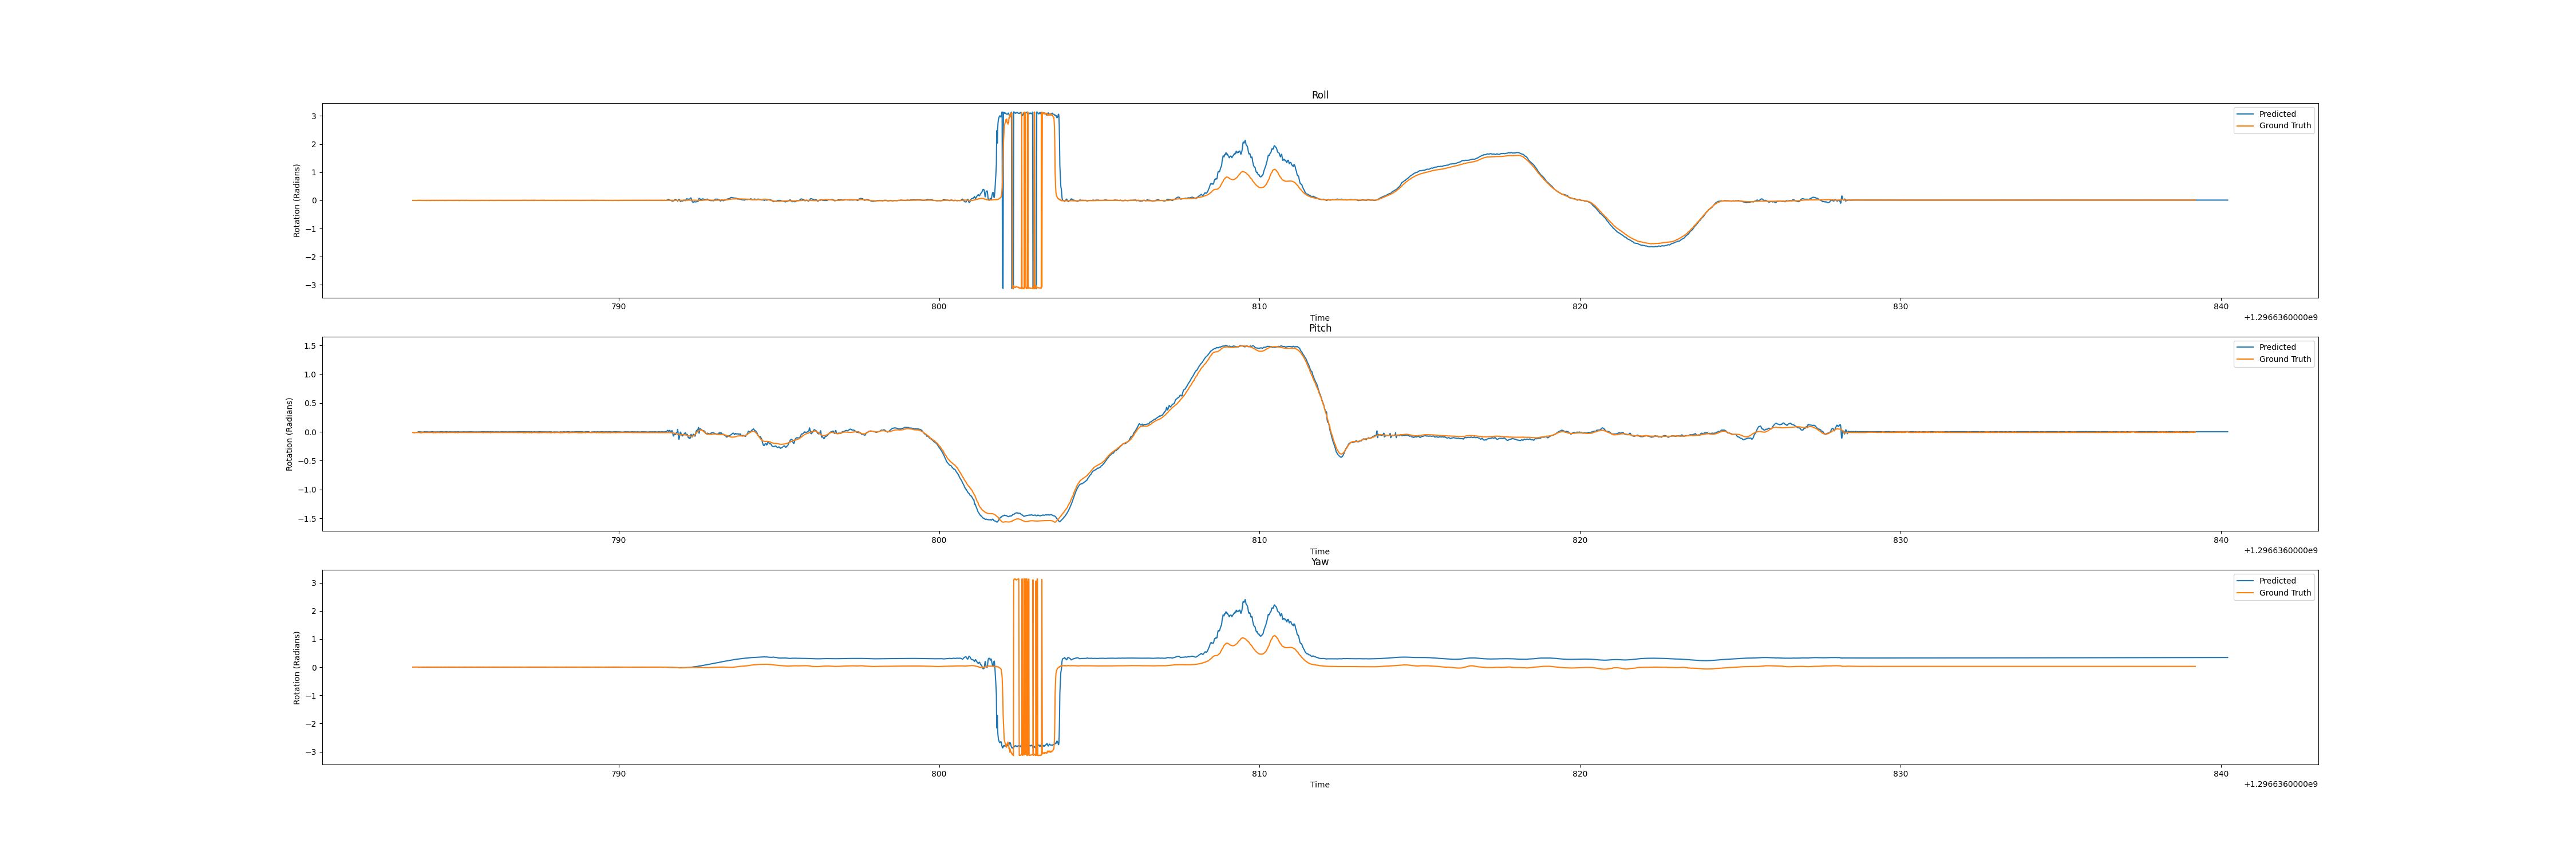 Roll
Rotation (Radians)
3
2
1
0
−1
−2
−3
Predicted
Ground Truth
790
800
810
820
830
840
Time
+1.2966360000e9
Pitch
Rotation (Radians)
1.5
1.0
0.5
0.0
−0.5
−1.0
−1.5
Predicted
Ground Truth
790
800
810
820
830
840
Time
+1.2966360000e9
Yaw
Rotation (Radians)
3
2
1
0
−1
−2
−3
Predicted
Ground Truth
790
800
810
820
830
840
Time
+1.2966360000e9